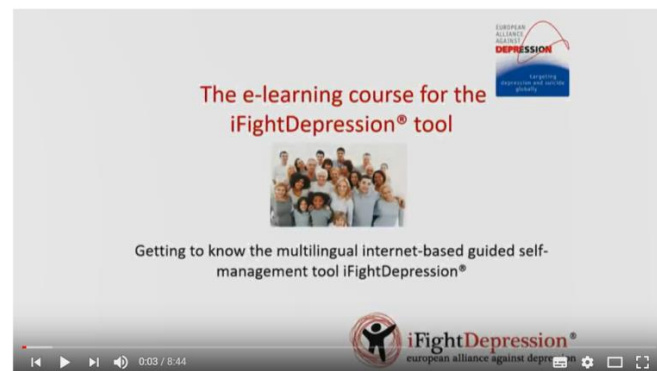 EUROPEAN
ALLIANCE
AGAINST
DEPRESSION
targeting
depression and suicide
globally
The e-learning course for the
iFightDepression® tool
Getting to know the multilingual internet-based guided self-
management tool iFightDepression®
iFightDepression®
european alliance against depression
0:03 / 8:44